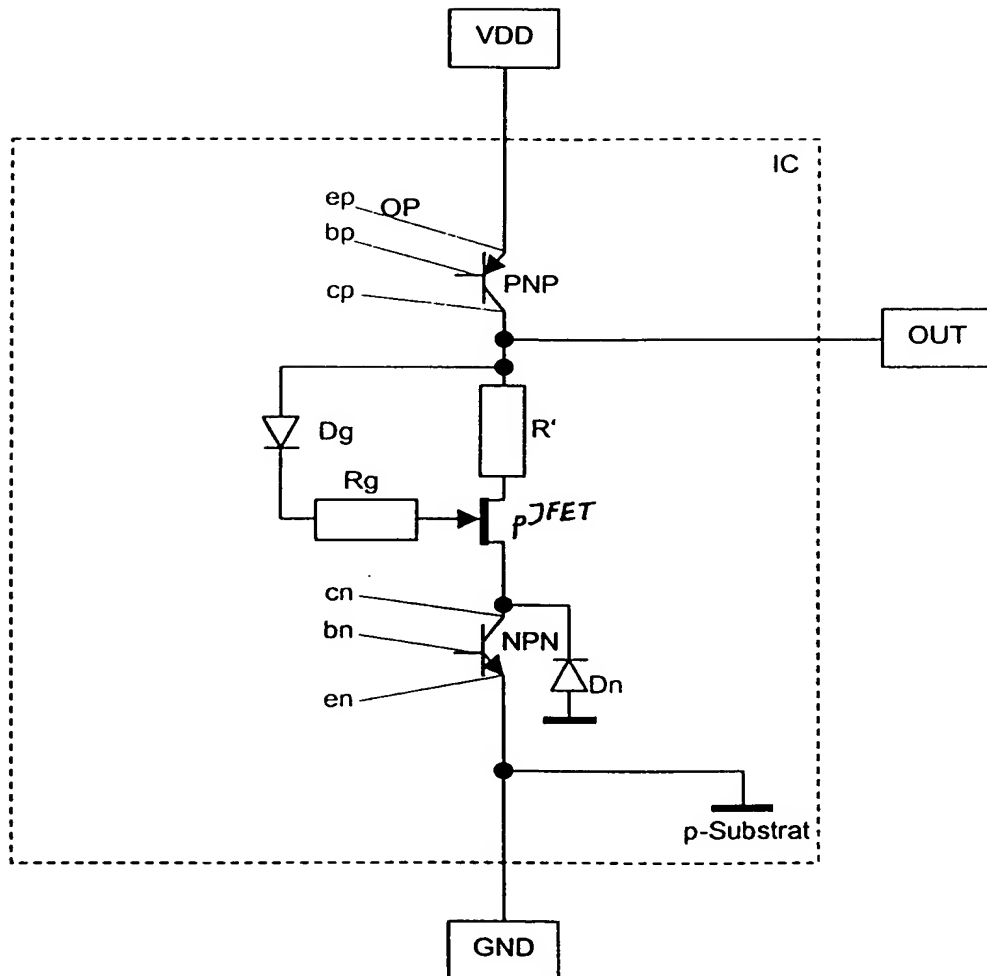 VDD
IC
ep OP
bp
PNP
cp
OUT
R'
Dg
Rg
pJFET
cn
bn
NPN
Dn
en
p-Substrat
GND